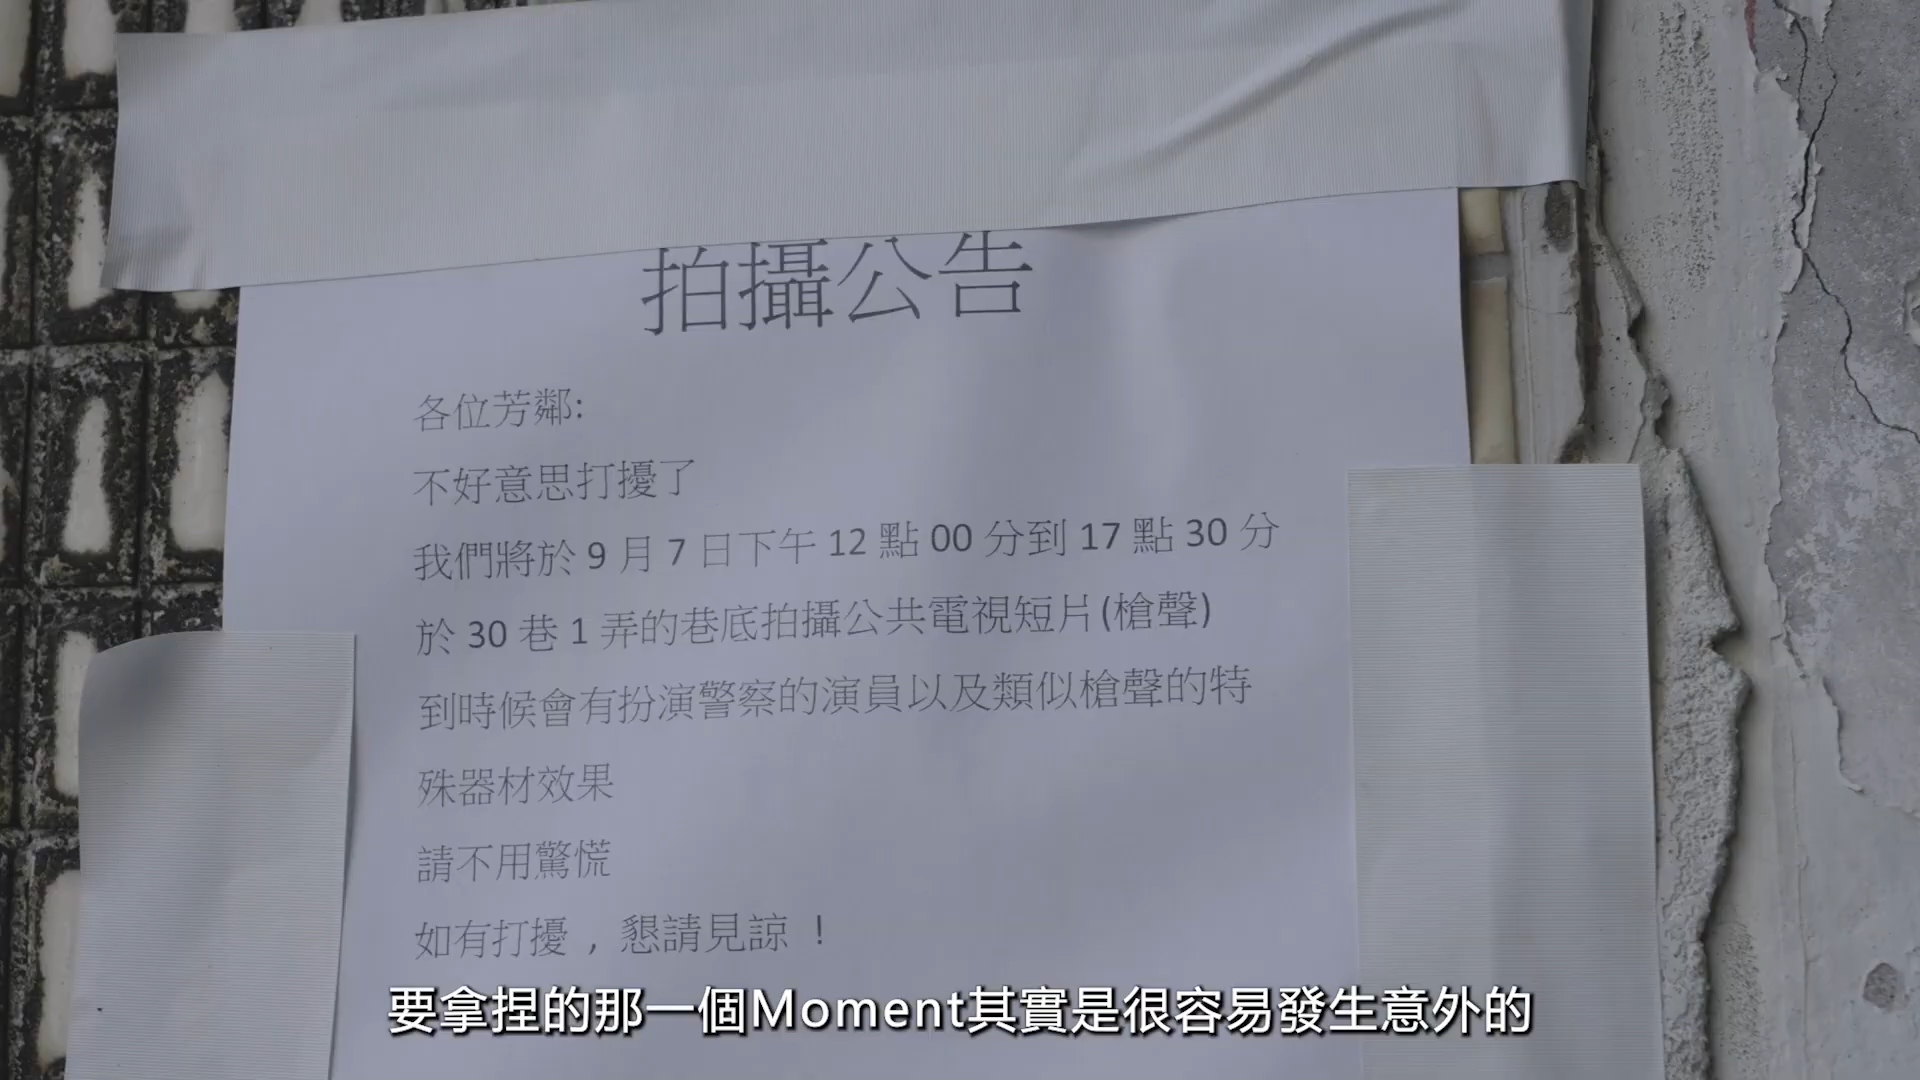 拍攝公告
各位芳鄰:
不好意思打擾了
我們將於 9 月 7 日下午 12 點 00 分到 17 點 30 分
於 30 巷 1 弄的巷底拍攝公共電視短片(槍聲)
到時候會有扮演警察的演員以及類似槍聲的特
殊器材效果
請不用驚慌
如有打擾，懇請見諒！
要拿捏的那一個Moment其實是很容易發生意外的